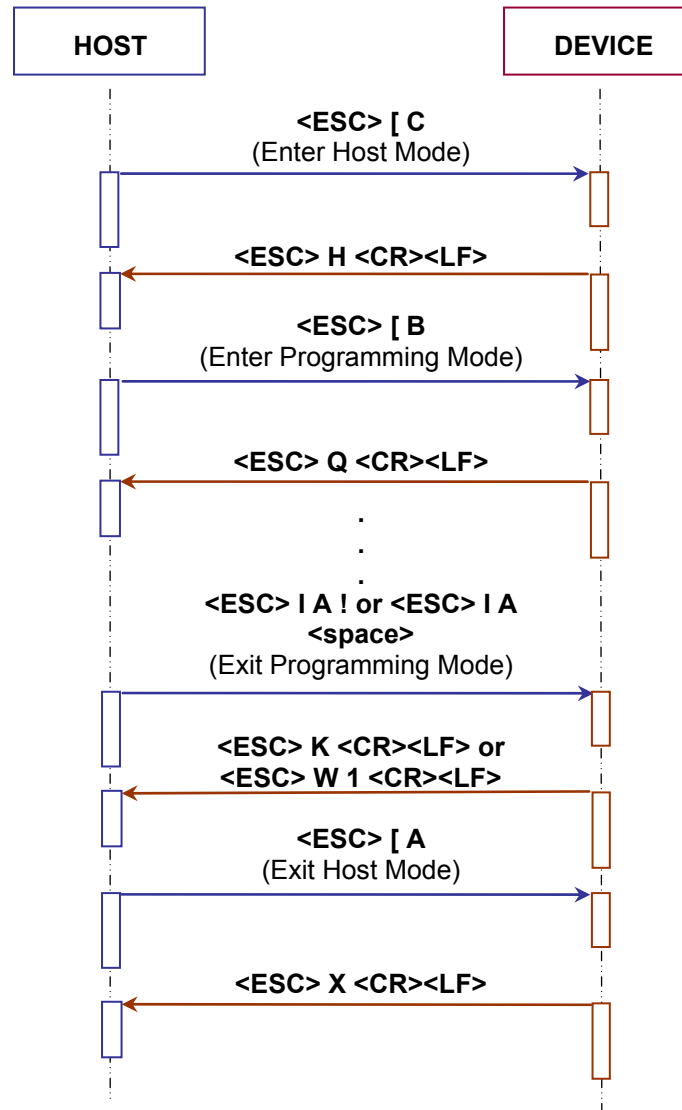 HOST
DEVICE
<ESC> [ C
(Enter Host Mode)
<ESC> H <CR><LF>
<ESC> [ B
(Enter Programming Mode)
<ESC> Q <CR><LF>
.
.
.
<ESC> I A ! or <ESC> I A
<space>
(Exit Programming Mode)
<ESC> K <CR><LF> or
<ESC> W 1 <CR><LF>
<ESC> [ A
(Exit Host Mode)
<ESC> X <CR><LF>